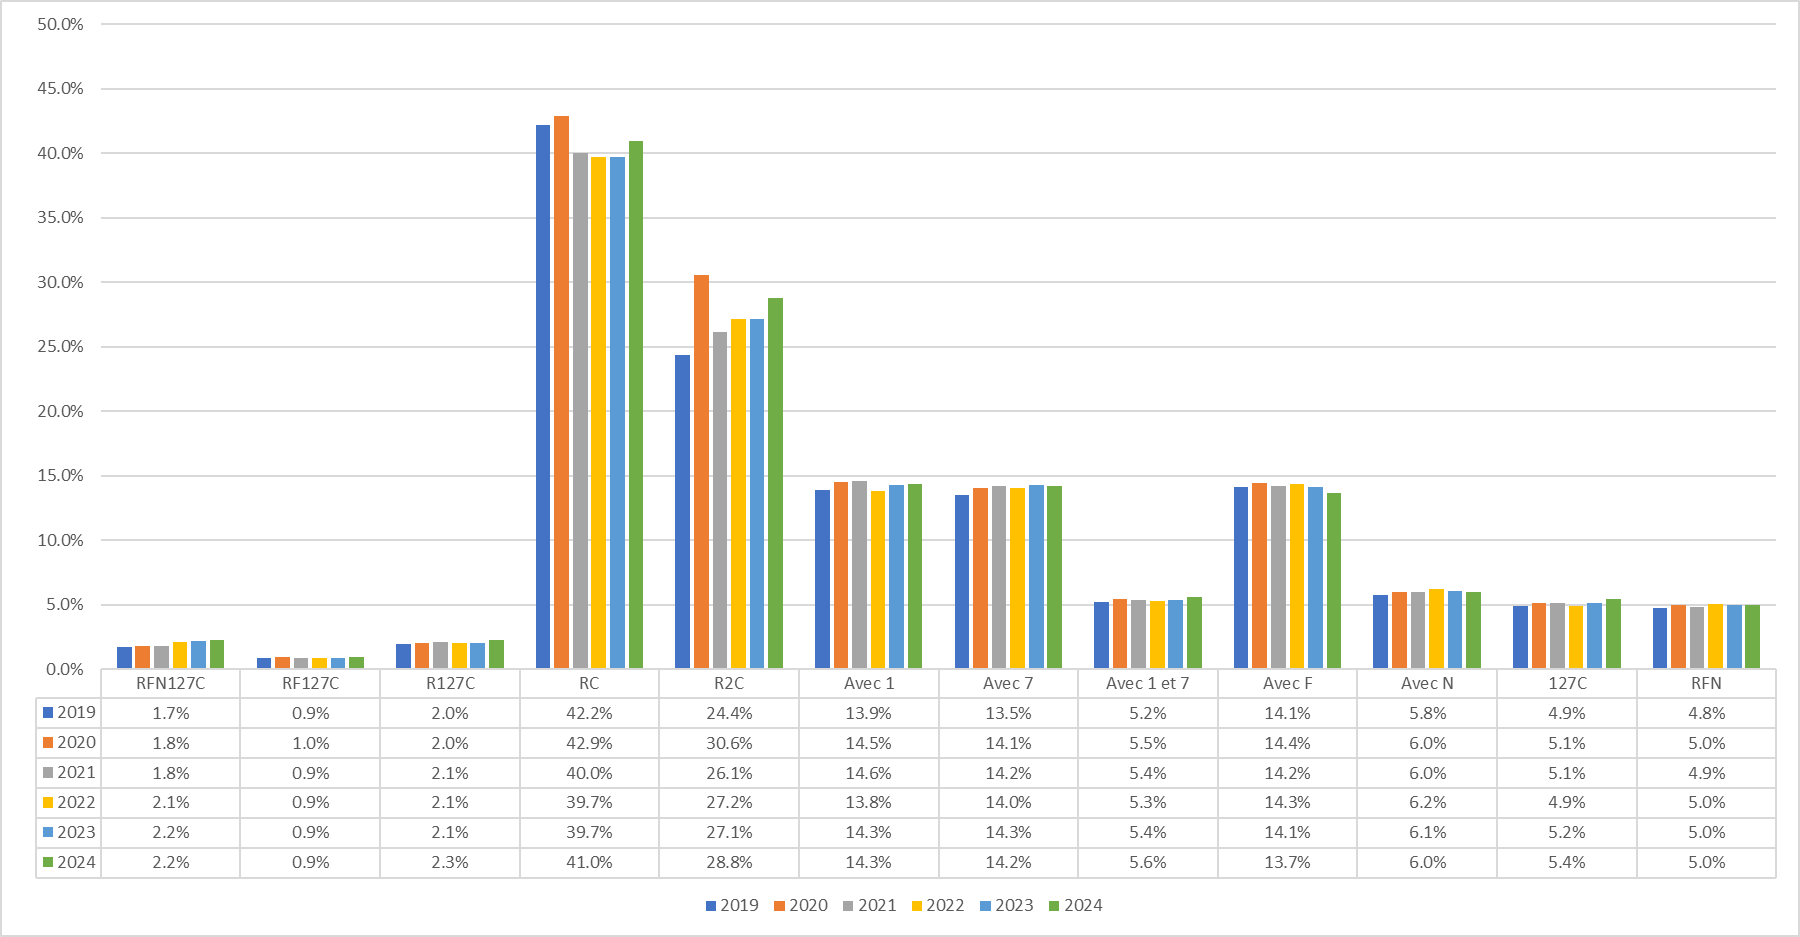 50.0%
45.0%
40.0%
35.0%
30.0%
25.0%
20.0%
15.0%
10.0%
5.0%
0.0%
RFN127C RF127C R127C RC R2C Avec 1 Avec 7 Avec 1 et 7 Avec F Avec N 127C RFN
2019 1.7% 0.9% 2.0% 42.2% 24.4% 13.9% 13.5% 5.2% 14.1% 5.8% 4.9% 4.8%
2020 1.8% 1.0% 2.0% 42.9% 30.6% 14.5% 14.1% 5.5% 14.4% 6.0% 5.1% 5.0%
2021 1.8% 0.9% 2.1% 40.0% 26.1% 14.6% 14.2% 5.4% 14.2% 6.0% 5.1% 4.9%
2022 2.1% 0.9% 2.1% 39.7% 27.2% 13.8% 14.0% 5.3% 14.3% 6.2% 4.9% 5.0%
2023 2.2% 0.9% 2.1% 39.7% 27.1% 14.3% 14.3% 5.4% 14.1% 6.1% 5.2% 5.0%
2024 2.2% 0.9% 2.3% 41.0% 28.8% 14.3% 14.2% 5.6% 13.7% 6.0% 5.4% 5.0%
2019 2020 2021 2022 2023 2024